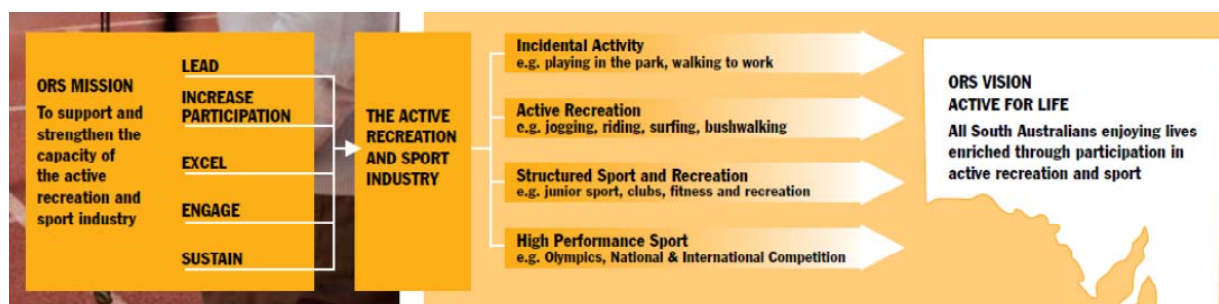 ORS MISSION
To support and
strengthen the
capacity of
the active
recreation and
sport industry
LEAD
INCREASE
PARTICIPATION
EXCEL
ENGAGE
SUSTAIN
THE ACTIVE
RECREATION
AND SPORT
INDUSTRY
Incidental Activity
e.g. playing in the park, walking to work
Active Recreation
e.g. jogging, riding, surfing, bushwalking
Structured Sport and Recreation
e.g. junior sport, clubs, fitness and recreation
High Performance Sport
e.g. Olympics, National & International Competition
ORS VISION
ACTIVE FOR LIFE
All South Australians enjoying lives
enriched through participation in
active recreation and sport